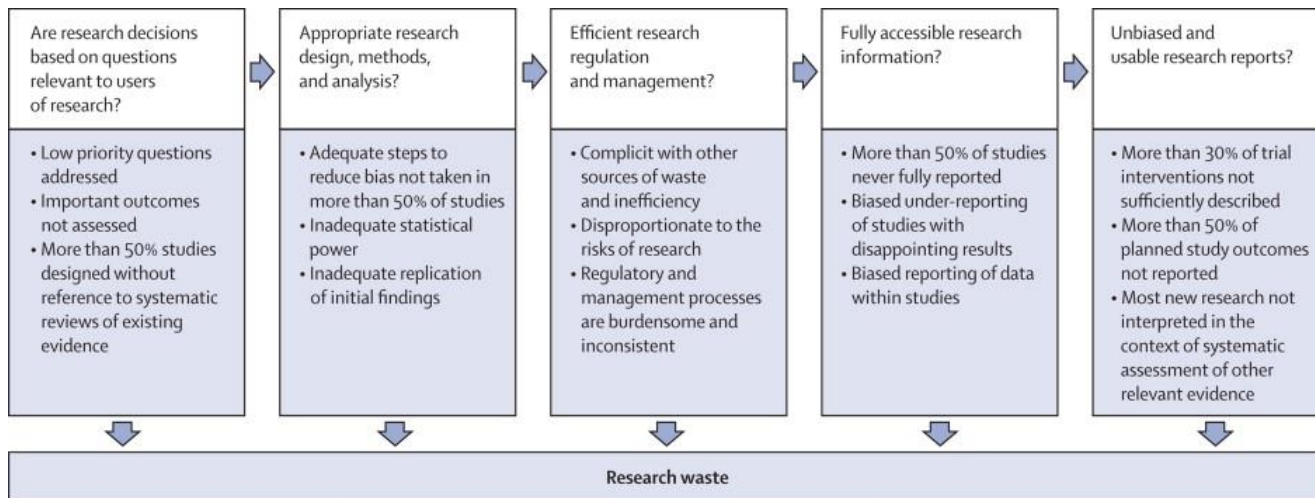 Are research decisions
based on questions
relevant to users
of research?
• Low priority questions
addressed
• Important outcomes
not assessed
• More than 50% studies
designed without
reference to systematic
reviews of existing
evidence
Appropriate research
design, methods,
and analysis?
• Adequate steps to
reduce bias not taken in
more than 50% of studies
• Inadequate statistical
power
• Inadequate replication
of initial findings
Efficient research
regulation
and management?
• Complicit with other
sources of waste
and inefficiency
• Disproportionate to the
risks of research
• Regulatory and
management processes
are burdensome and
inconsistent
Fully accessible research
information?
• More than 50% of studies
never fully reported
• Biased under-reporting
of studies with
disappointing results
• Biased reporting of data
within studies
Unbiased and
usable research reports?
• More than 30% of trial
interventions not
sufficiently described
• More than 50% of
planned study outcomes
not reported
• Most new research not
interpreted in the
context of systematic
assessment of other
relevant evidence
Research waste